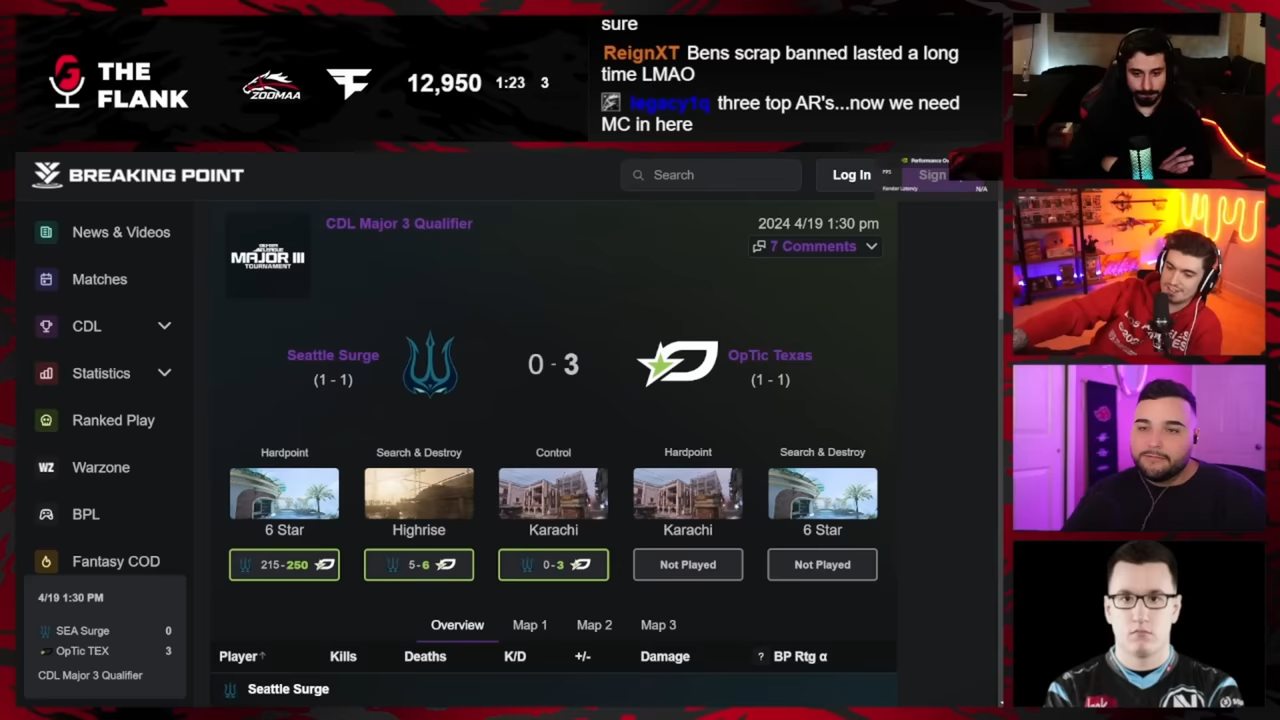 sure
THE
FLANK
ZOOMAA
12,950 1:23 3
ReignXT Bens scrap banned lasted a long
time LMAO
legacy1q three top AR's...now we need
MC in here
BREAKING POINT
Search
Log In
Sign
Performance Ov
FPS
N/A
News & Videos
Matches
CDL
Statistics
Ranked Play
WZ Warzone
BPL
Fantasy COD
4/19 1:30 PM
SEA Surge 0
OpTic TEX 3
CDL Major 3 Qualifier
MAJOR III
TOURNAMENT
CDL Major 3 Qualifier
2024 4/19 1:30 pm
7 Comments
Seattle Surge
(1 - 1)
0 - 3
OpTic Texas
(1 - 1)
Hardpoint Search & Destroy Control Hardpoint Search & Destroy
6 Star Highrise Karachi Karachi 6 Star
215-250 5-6 0-3 Not Played Not Played
Overview Map 1 Map 2 Map 3
Player↑ Kills Deaths K/D +/- Damage ? BP Rtg α
Seattle Surge